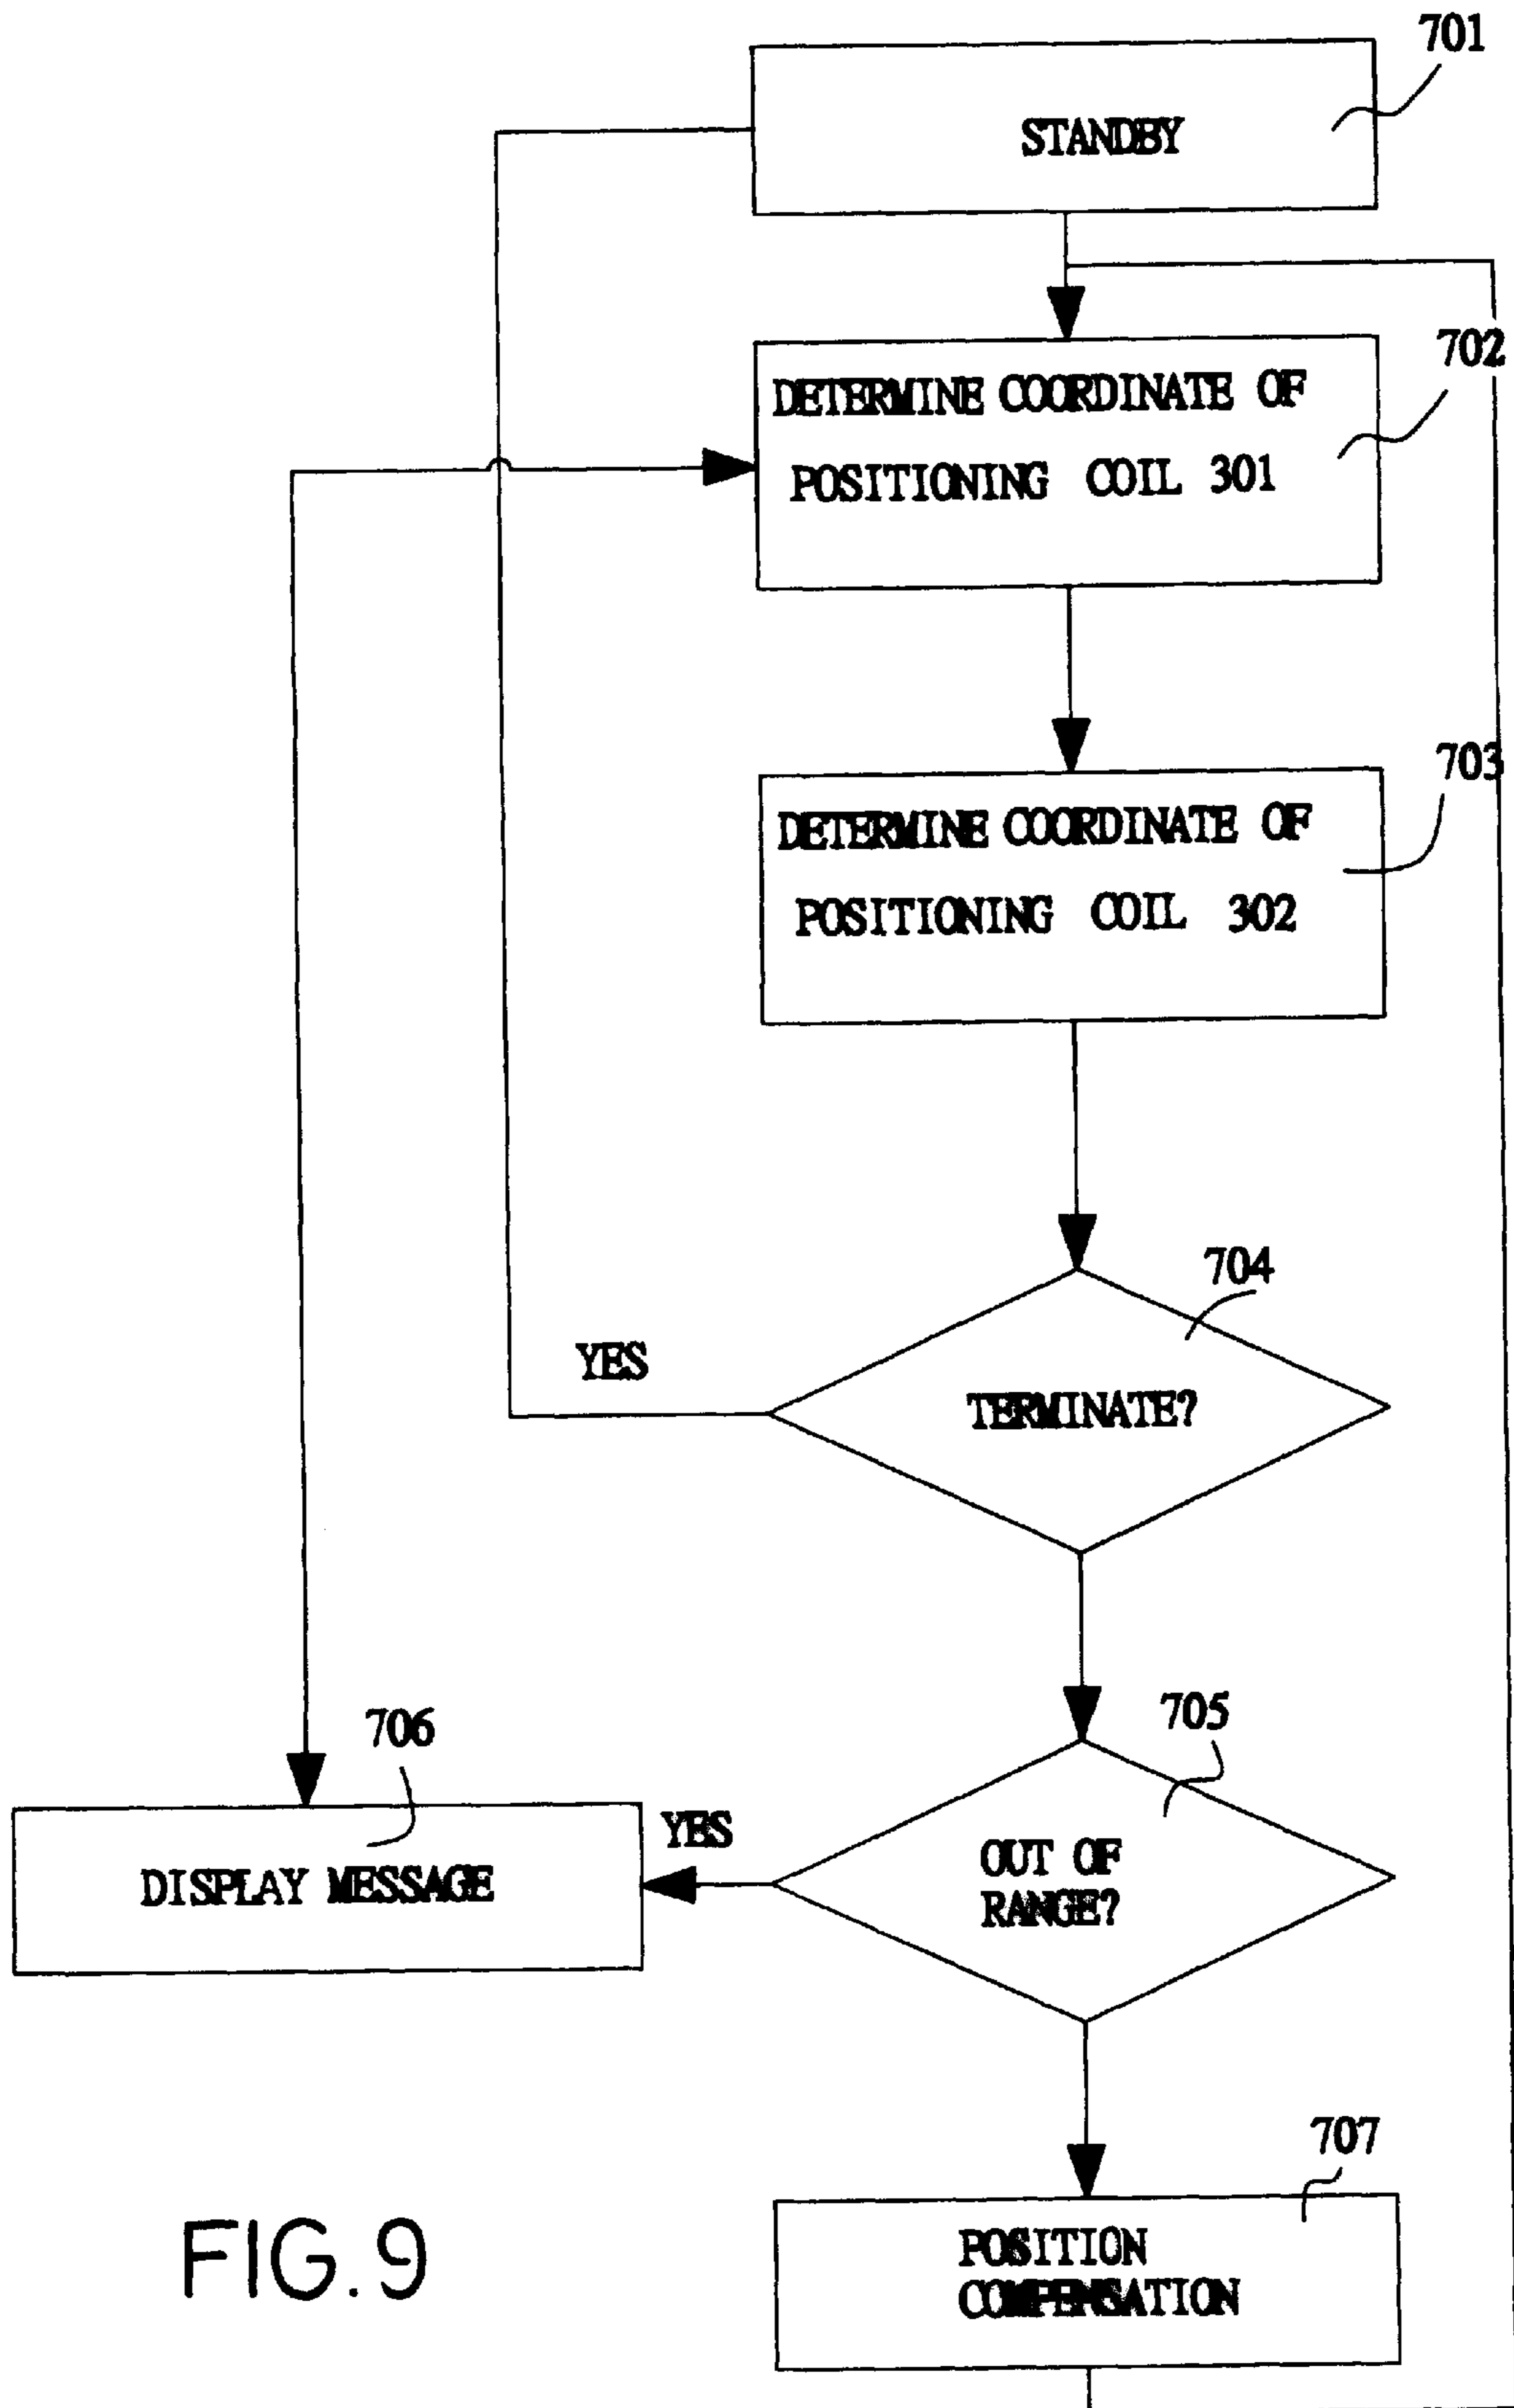 701
STANDBY
702
DETERMINE COORDINATE OF
POSITIONING COIL 301
703
DETERMINE COORDINATE OF
POSITIONING COIL 302
704
YES
TERMINATE?
705
706
YES
OUT OF
RANGE?
DISPLAY MESSAGE
707
POSITION
COMPENSATION
FIG.9